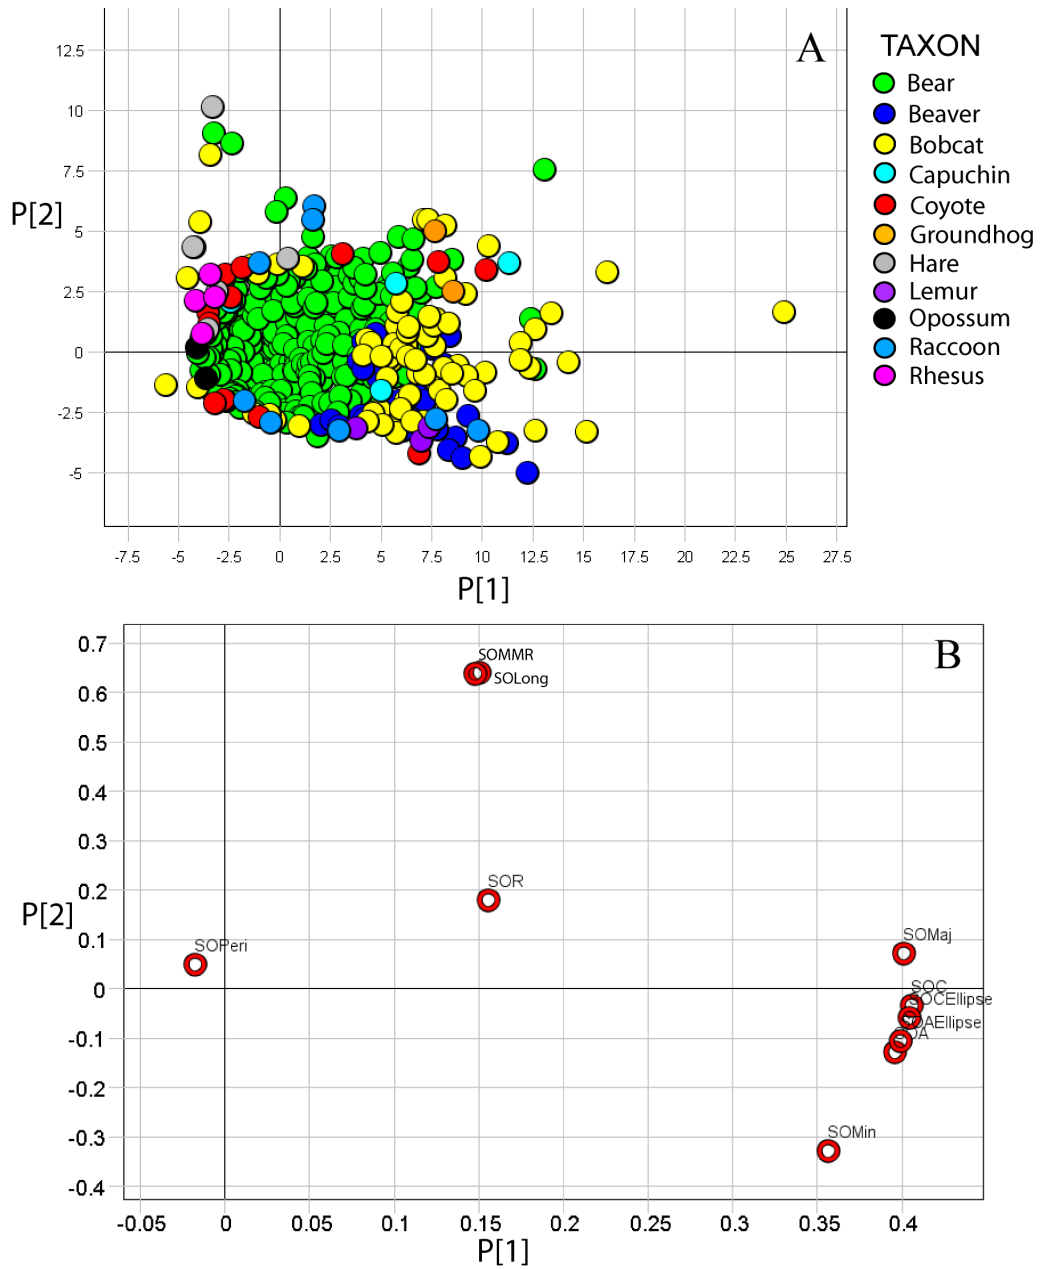 A
TAXON
Bear
Beaver
Bobcat
Capuchin
Coyote
Groundhog
Hare
Lemur
Opossum
Raccoon
Rhesus
12.5
10
7.5
5
2.5
0
-2.5
-5
P[2]
-7.5 -5 -2.5 0 2.5 5 7.5 10 12.5 15 17.5 20 22.5 25 27.5
P[1]
B
0.7
0.6
0.5
0.4
0.3
0.2
0.1
0
-0.1
-0.2
-0.3
-0.4
P[2]
SOMMR
SOLong
SOR
SOPeri
SOMaj
SOC
SOCEllipse
SOAEllipse
SOA
SOMin
-0.05 0 0.05 0.1 0.15 0.2 0.25 0.3 0.35 0.4
P[1]